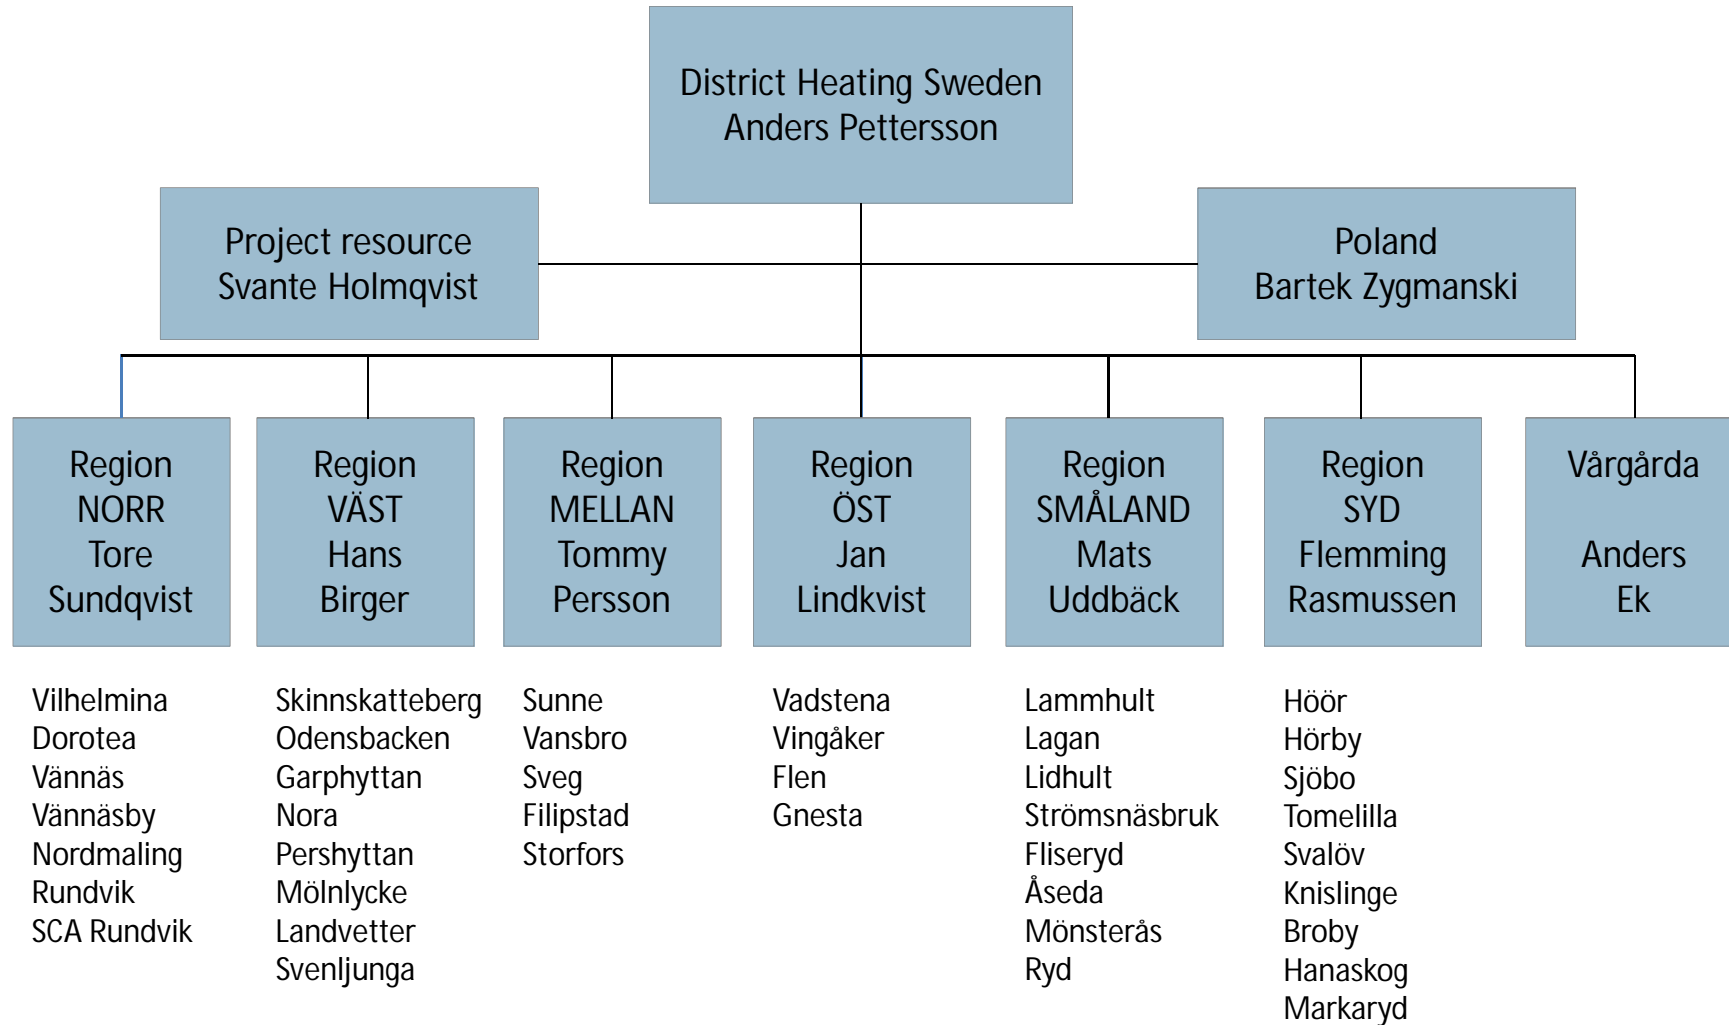 District Heating Sweden
Anders Pettersson
Project resource
Svante Holmqvist
Poland
Bartek Zygmanski
Region
NORR
Tore
Sundqvist
Region
VÄST
Hans
Birger
Region
MELLAN
Tommy
Persson
Region
ÖST
Jan
Lindkvist
Region
SMÅLAND
Mats
Uddbäck
Region
SYD
Flemming
Rasmussen
Vårgårda
Anders
Ek
Vilhelmina
Dorotea
Vännäs
Vännäsby
Nordmaling
Rundvik
SCA Rundvik
Skinnskatteberg
Odensbacken
Garphyttan
Nora
Pershyttan
Mölnlycke
Landvetter
Svenljunga
Sunne
Vansbro
Sveg
Filipstad
Storfors
Vadstena
Vingåker
Flen
Gnesta
Lammhult
Lagan
Lidhult
Strömsnäsbruk
Fliseryd
Åseda
Mönsterås
Ryd
Höör
Hörby
Sjöbo
Tomelilla
Svalöv
Knislinge
Broby
Hanaskog
Markaryd